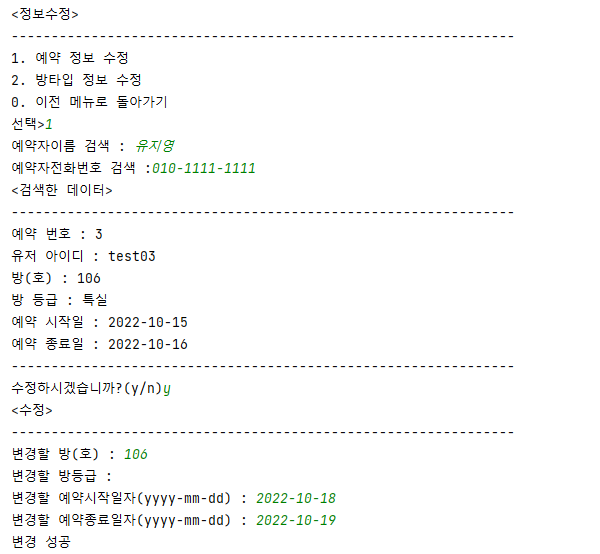 <정보수정>
----------------------------------------------------------------
1. 예약 정보 수정
2. 방타입 정보 수정
0. 이전 메뉴로 돌아가기
선택>1
예약자이름 검색 : 유지영
예약자전화번호 검색 :010-1111-1111
<검색한 데이터>
----------------------------------------------------------------
예약 번호 : 3
유저 아이디 : test03
방(호) : 106
방 등급 : 특실
예약 시작일 : 2022-10-15
예약 종료일 : 2022-10-16
----------------------------------------------------------------
수정하시겠습니까?(y/n)y
<수정>
----------------------------------------------------------------
변경할 방(호) : 106
변경할 방등급 :
변경할 예약시작일자(yyyy-mm-dd) : 2022-10-18
변경할 예약종료일자(yyyy-mm-dd) : 2022-10-19
변경 성공